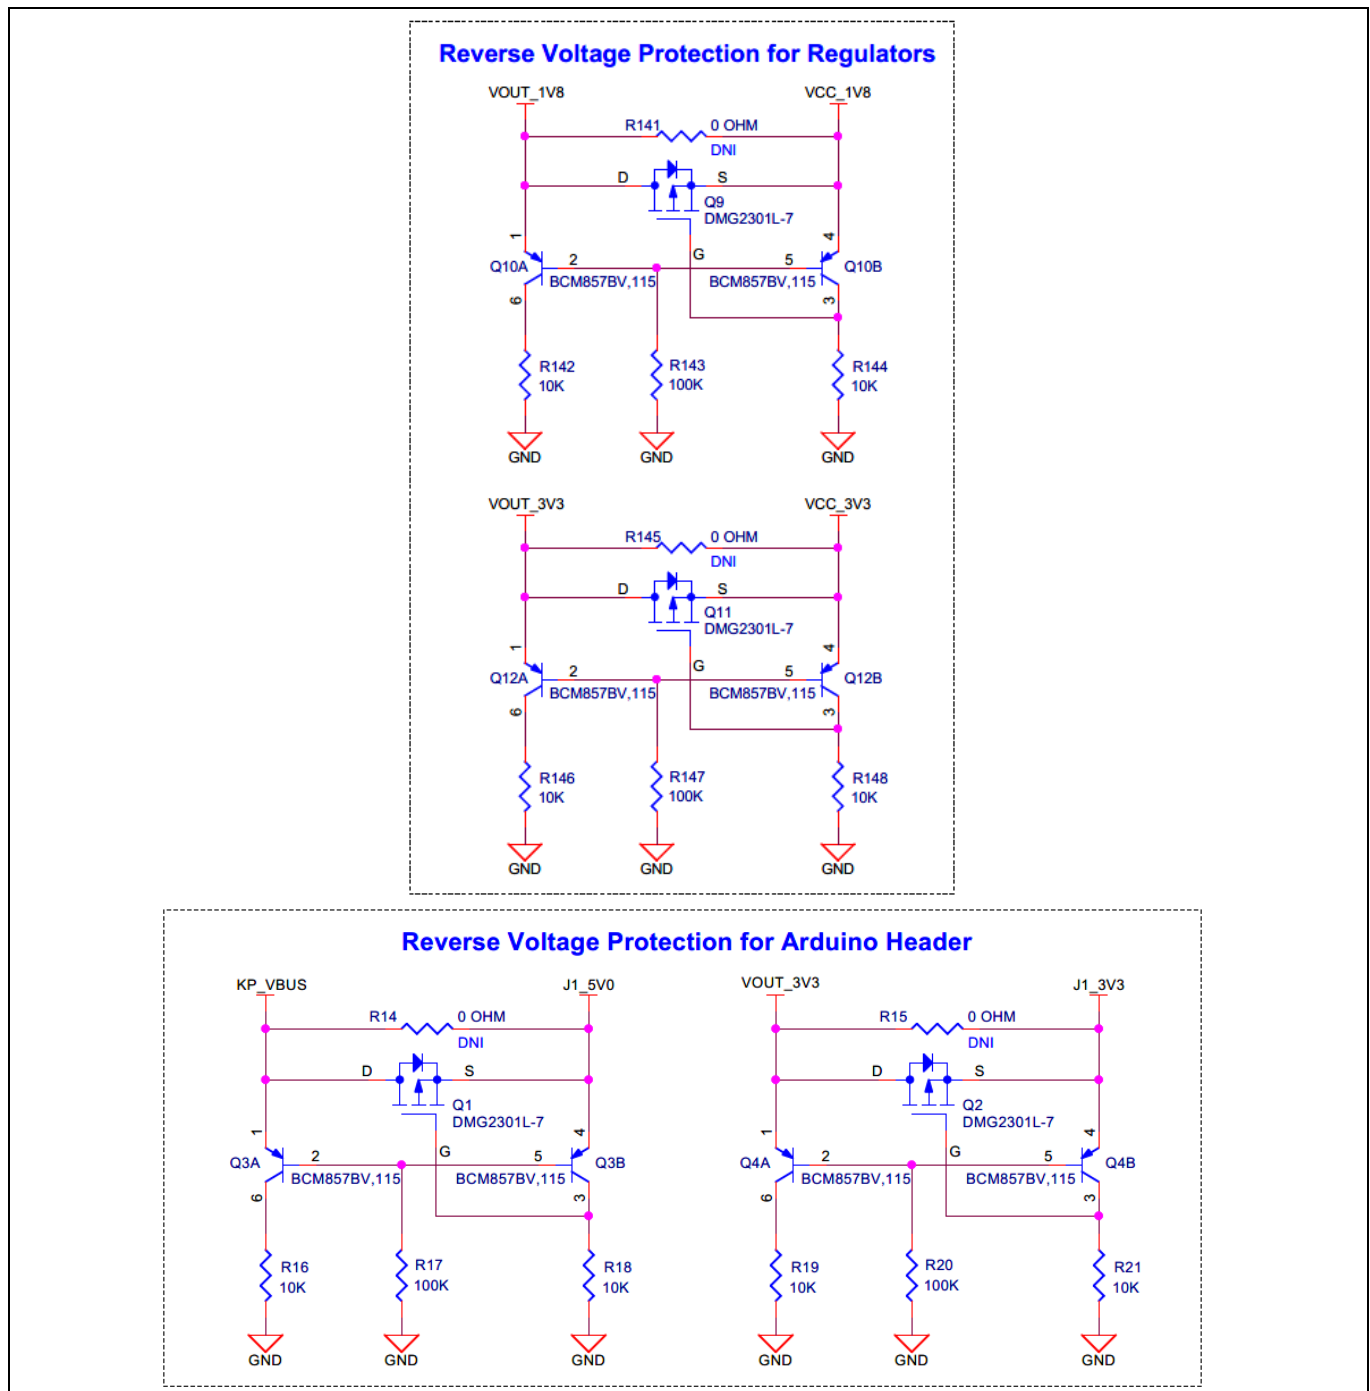 Reverse Voltage Protection for Regulators
VOUT_1V8 VCC_1V8
R141 0 OHM
DNI
D S
Q9
DMG2301L-7
1 4
G
Q10A 2 5 Q10B
BCM857BV,115 BCM857BV,115
6 3
R142 R143 R144
10K 100K 10K
GND GND GND
VOUT_3V3 VCC_3V3
R145 0 OHM
DNI
D S
Q11
DMG2301L-7
1 4
G
Q12A 2 5 Q12B
BCM857BV,115 BCM857BV,115
6 3
R146 R147 R148
10K 100K 10K
GND GND GND
Reverse Voltage Protection for Arduino Header
KP_VBUS J1_5V0 VOUT_3V3 J1_3V3
R14 0 OHM R15 0 OHM
DNI DNI
D S D S
Q1 Q2
DMG2301L-7 DMG2301L-7
1 4 1 4
G G
Q3A 2 5 Q3B Q4A 2 5 Q4B
BCM857BV,115 BCM857BV,115 BCM857BV,115 BCM857BV,115
6 3 6 3
R16 R17 R18 R19 R20 R21
10K 100K 10K 10K 100K 10K
GND GND GND GND GND GND